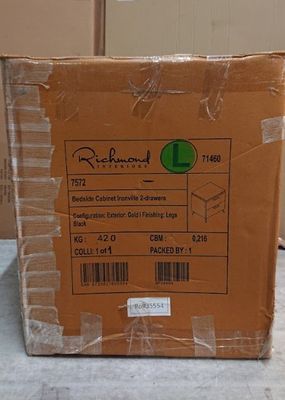 Richmond
INTERIORS
L
71460
7572
Bedside Cabinet Ironville 2-drawers
Configuration: Exterior: Gold | Finishing: Legs
Black
KG : 42.0 CBM : 0,216
COLLI: 1 of 1 PACKED BY: 1